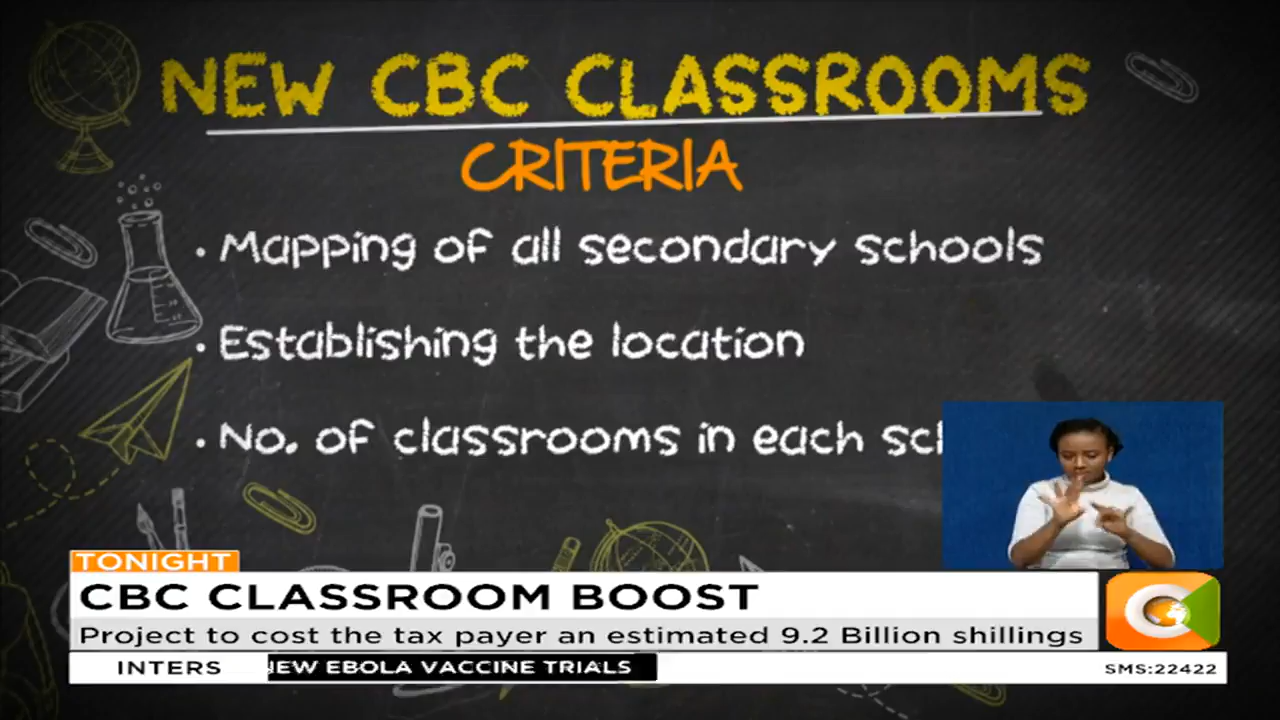 NEW CBC CLASSROOMS
CRITERIA
• Mapping of all secondary schools
• Establishing the location
• No. of classrooms in each
TONIGHT
CBC CLASSROOM BOOST
Project to cost the tax payer an estimated 9.2 Billion shillings
INTERS
EBOLA VACCINE TRIALS
SMS:22422